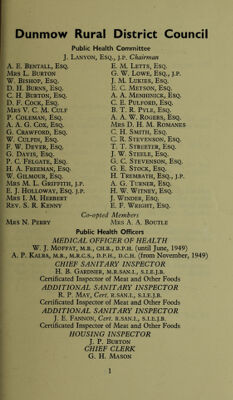 Dunmow Rural District Council
Public Health Committee
J. LANYON, ESQ., J.P. Chairman
A. E. BENTALL, ESQ.
MRS L. BURTON
W. BISHOP, ESQ.
D. H. BURNS, ESQ.
C. H. BURTON, ESQ.
D. F. COCK, ESQ.
MRS V. C. M. CULF
P. COLEMAN, ESQ.
A. A. G. COX, ESQ.
G. CRAWFORD, ESQ.
W. CULPIN, ESQ.
F. W. DEVER, ESQ.
G. DAVIS, ESQ.
P. C. FELGATE, ESQ.
H. A. FREEMAN, ESQ.
W. GILMOUR, ESQ.
MRS M. L. GRIFFITH, J.P.
E. J. HOLLOWAY, ESQ. J.P.
MRS I. M. HERBERT
REV. S. R. KENNY
E. M. LETTS, ESQ.
G. W. LOWE, ESQ., J.P.
J. M. LUKIES, ESQ.
E. C. METSON, ESQ.
A. A. MENHINICK, ESQ.
C. E. PULFORD, ESQ.
B. T. R. PYLE, ESQ.
A. A. W. ROGERS, ESQ.
MRS D. H. M. ROMANES
C. H. SMITH, ESQ.
C. R. STEVENSON, ESQ.
T. T. STREETER, ESQ.
J. W. STEELE, ESQ.
G. C. STEVENSON, ESQ.
G. E. STOCK, ESQ.
H. TREMBATH, ESQ., J.P.
A. G. TURNER, ESQ.
H. W. WITNEY, ESQ.
J. WINDER, ESQ.
E. F. WRIGHT, ESQ.
Co-opted Members
MRS N. PERRY
MRS A. A. BOUTLE
Public Health Officers
MEDICAL OFFICER OF HEALTH
W. J. MOFFAT, M.B., CH.B., D.P.H. (until June, 1949)
A. P. KALRA, M.B., M.R.C.S., D.P.H., D.C.H. (from November, 1949)
CHIEF SANITARY INSPECTOR
H. B. GARDNER, M.R.SAN.I., S.I.E.J.B.
Certificated Inspector of Meat and Other Foods
ADDITIONAL SANITARY INSPECTOR
R. P. MAY, Cert. R.SAN.I., S.I.E.J.B.
Certificated Inspector of Meat and Other Foods
ADDITIONAL SANITARY INSPECTOR
J. E. FANNON, Cert. R.SAN.I., S.I.E.J.B.
Certificated Inspector of Meat and Other Foods
HOUSING INSPECTOR
J. P. BURTON
CHIEF CLERK
G. H. MASON
1